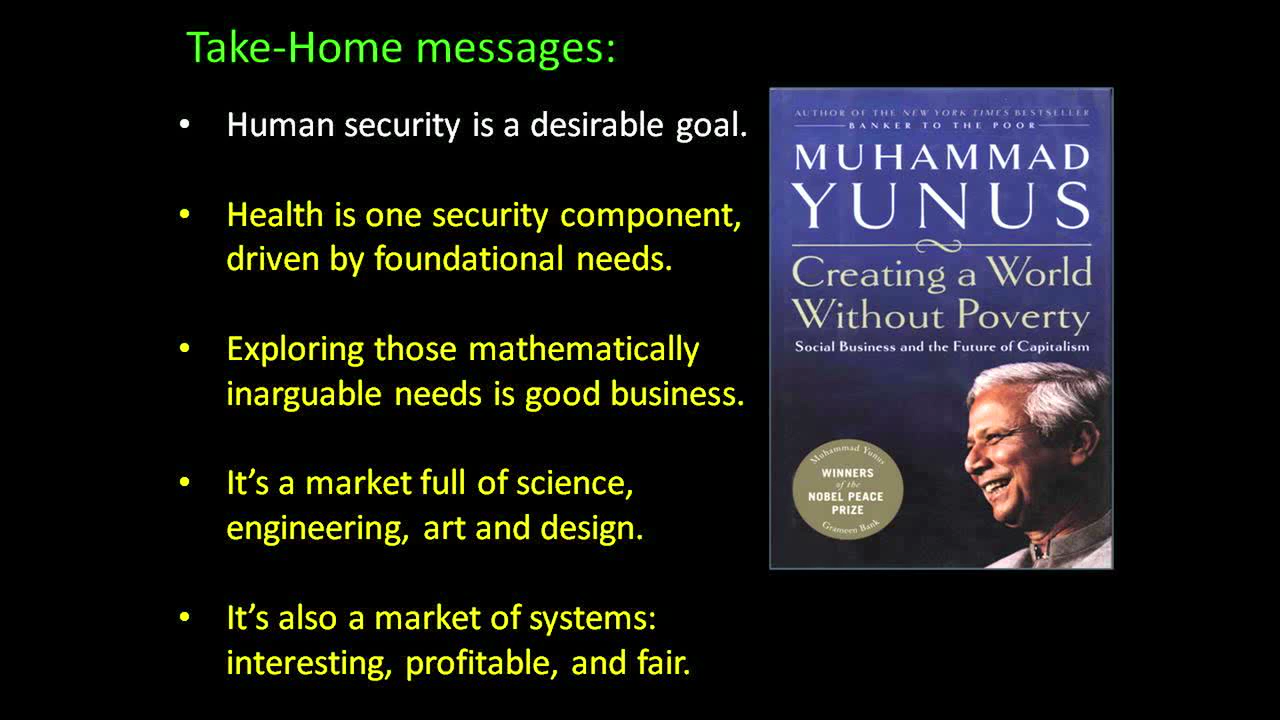 Take-Home messages:
• Human security is a desirable goal.
• Health is one security component,
driven by foundational needs.
• Exploring those mathematically
inarguable needs is good business.
• It’s a market full of science,
engineering, art and design.
• It’s also a market of systems:
interesting, profitable, and fair.
AUTHOR OF THE NEW YORK TIMES BESTSELLER
BANKER TO THE POOR
MUHAMMAD
YUNUS
Creating a World
Without Poverty
Social Business and the Future of Capitalism
Muhammad Yunus
WINNERS
of the
NOBEL PEACE
PRIZE
Grameen Bank